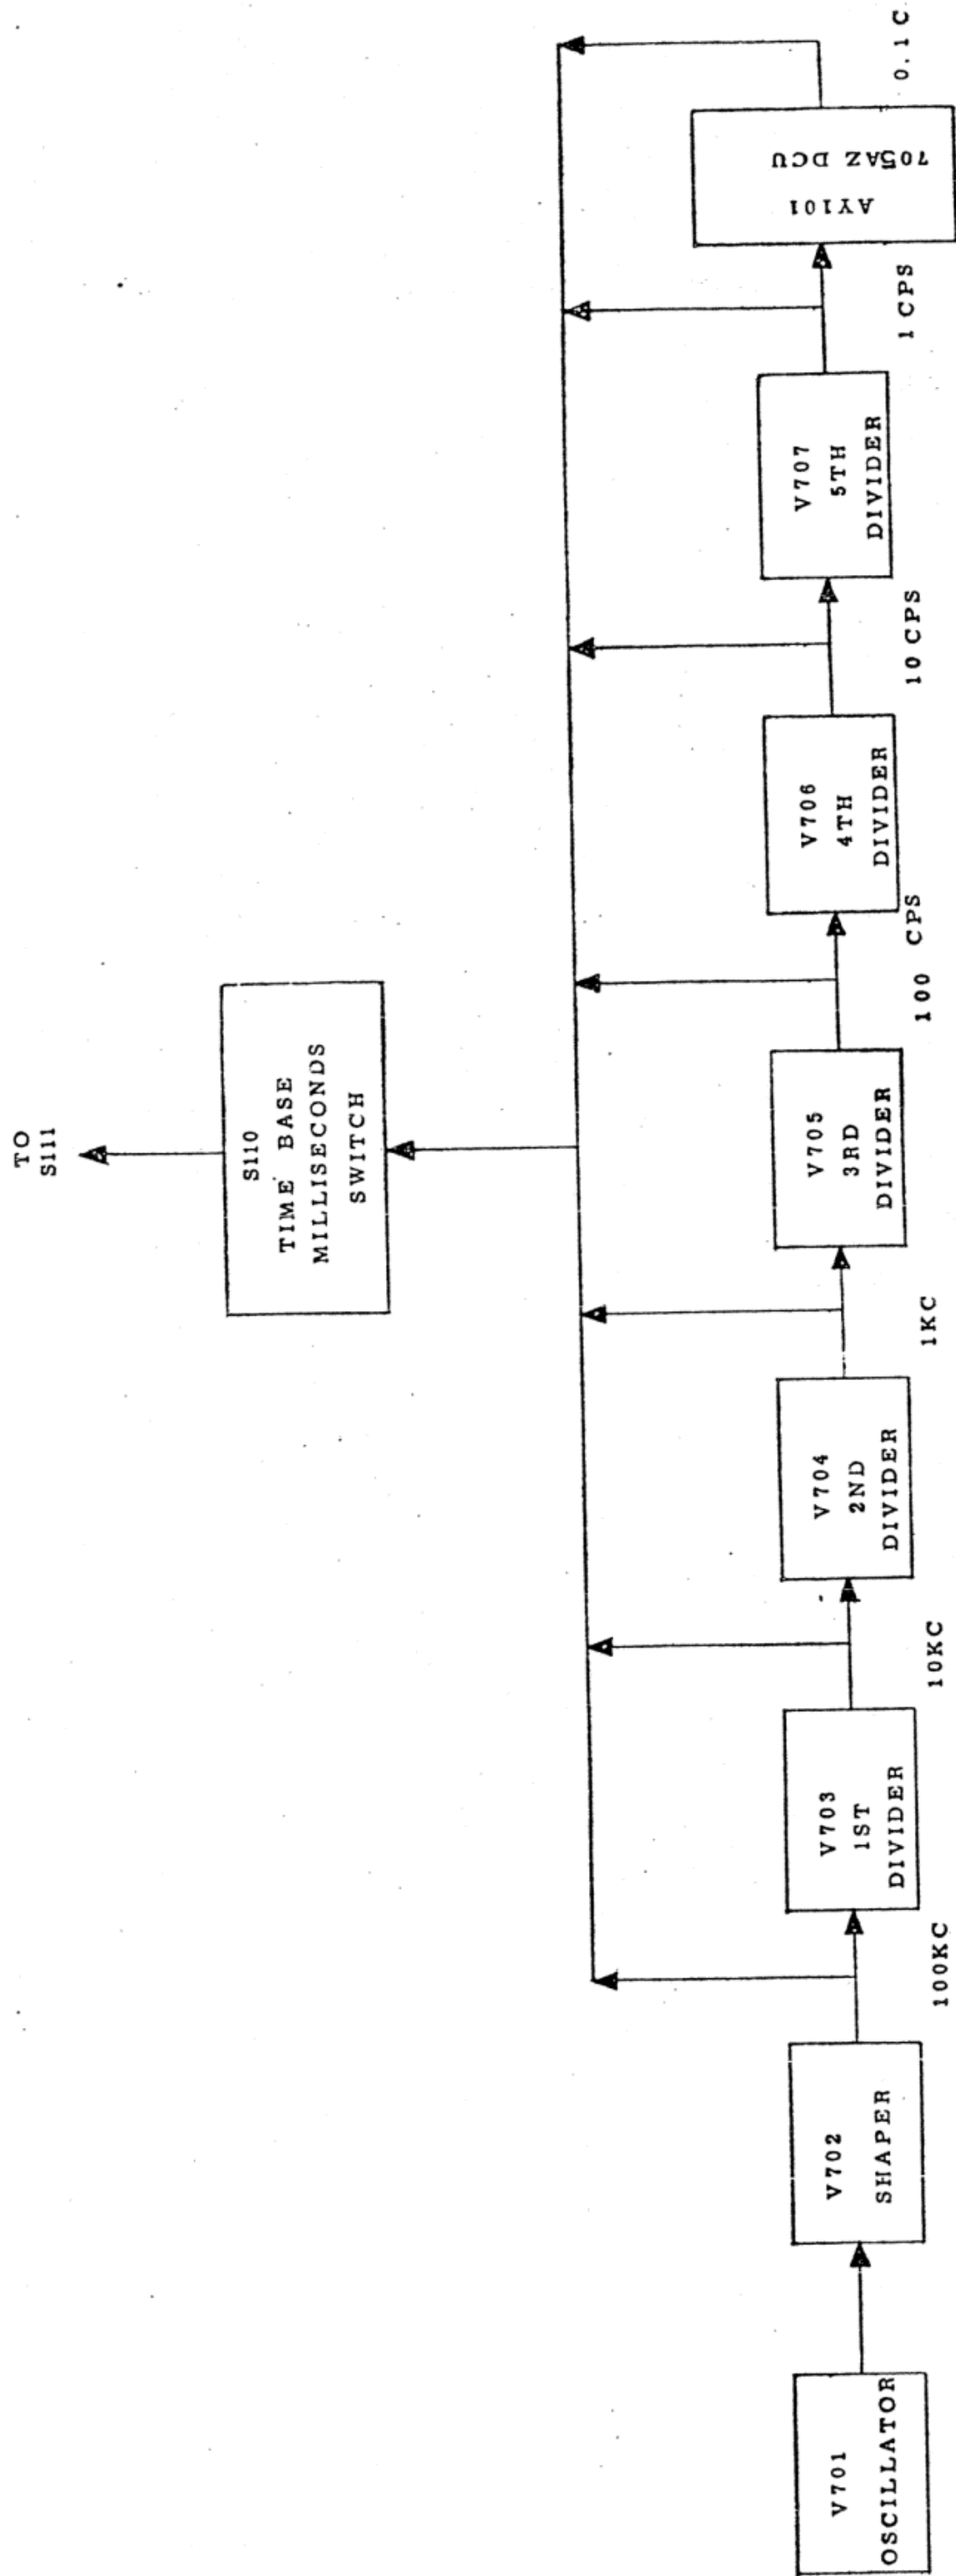 TO
S111
S110
TIME BASE
MILLISECONDS
SWITCH
V701
OSCILLATOR
V702
SHAPER
100KC
V703
1ST
DIVIDER
10KC
V704
2ND
DIVIDER
1KC
V705
3RD
DIVIDER
100 CPS
V706
4TH
DIVIDER
10 CPS
V707
5TH
DIVIDER
1 CPS
AY101
705AZ DCU
0.1 C